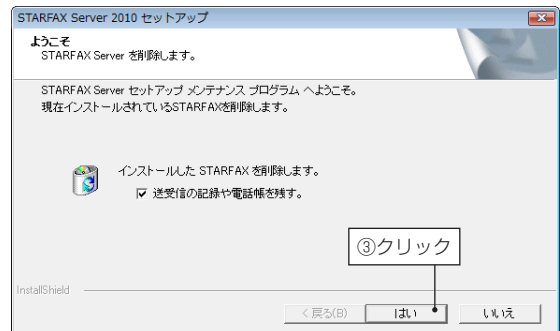 STARFAX Server 2010 セットアップ
ようこそ
STARFAX Server を削除します。
STARFAX Server セットアップ メンテナンス プログラム へようこそ。
現在インストールされているSTARFAXを削除します。
インストールした STARFAX を削除します。
送受信の記録や電話帳を残す。
③クリック
InstallShield
< 戻る(B)
はい
いいえ